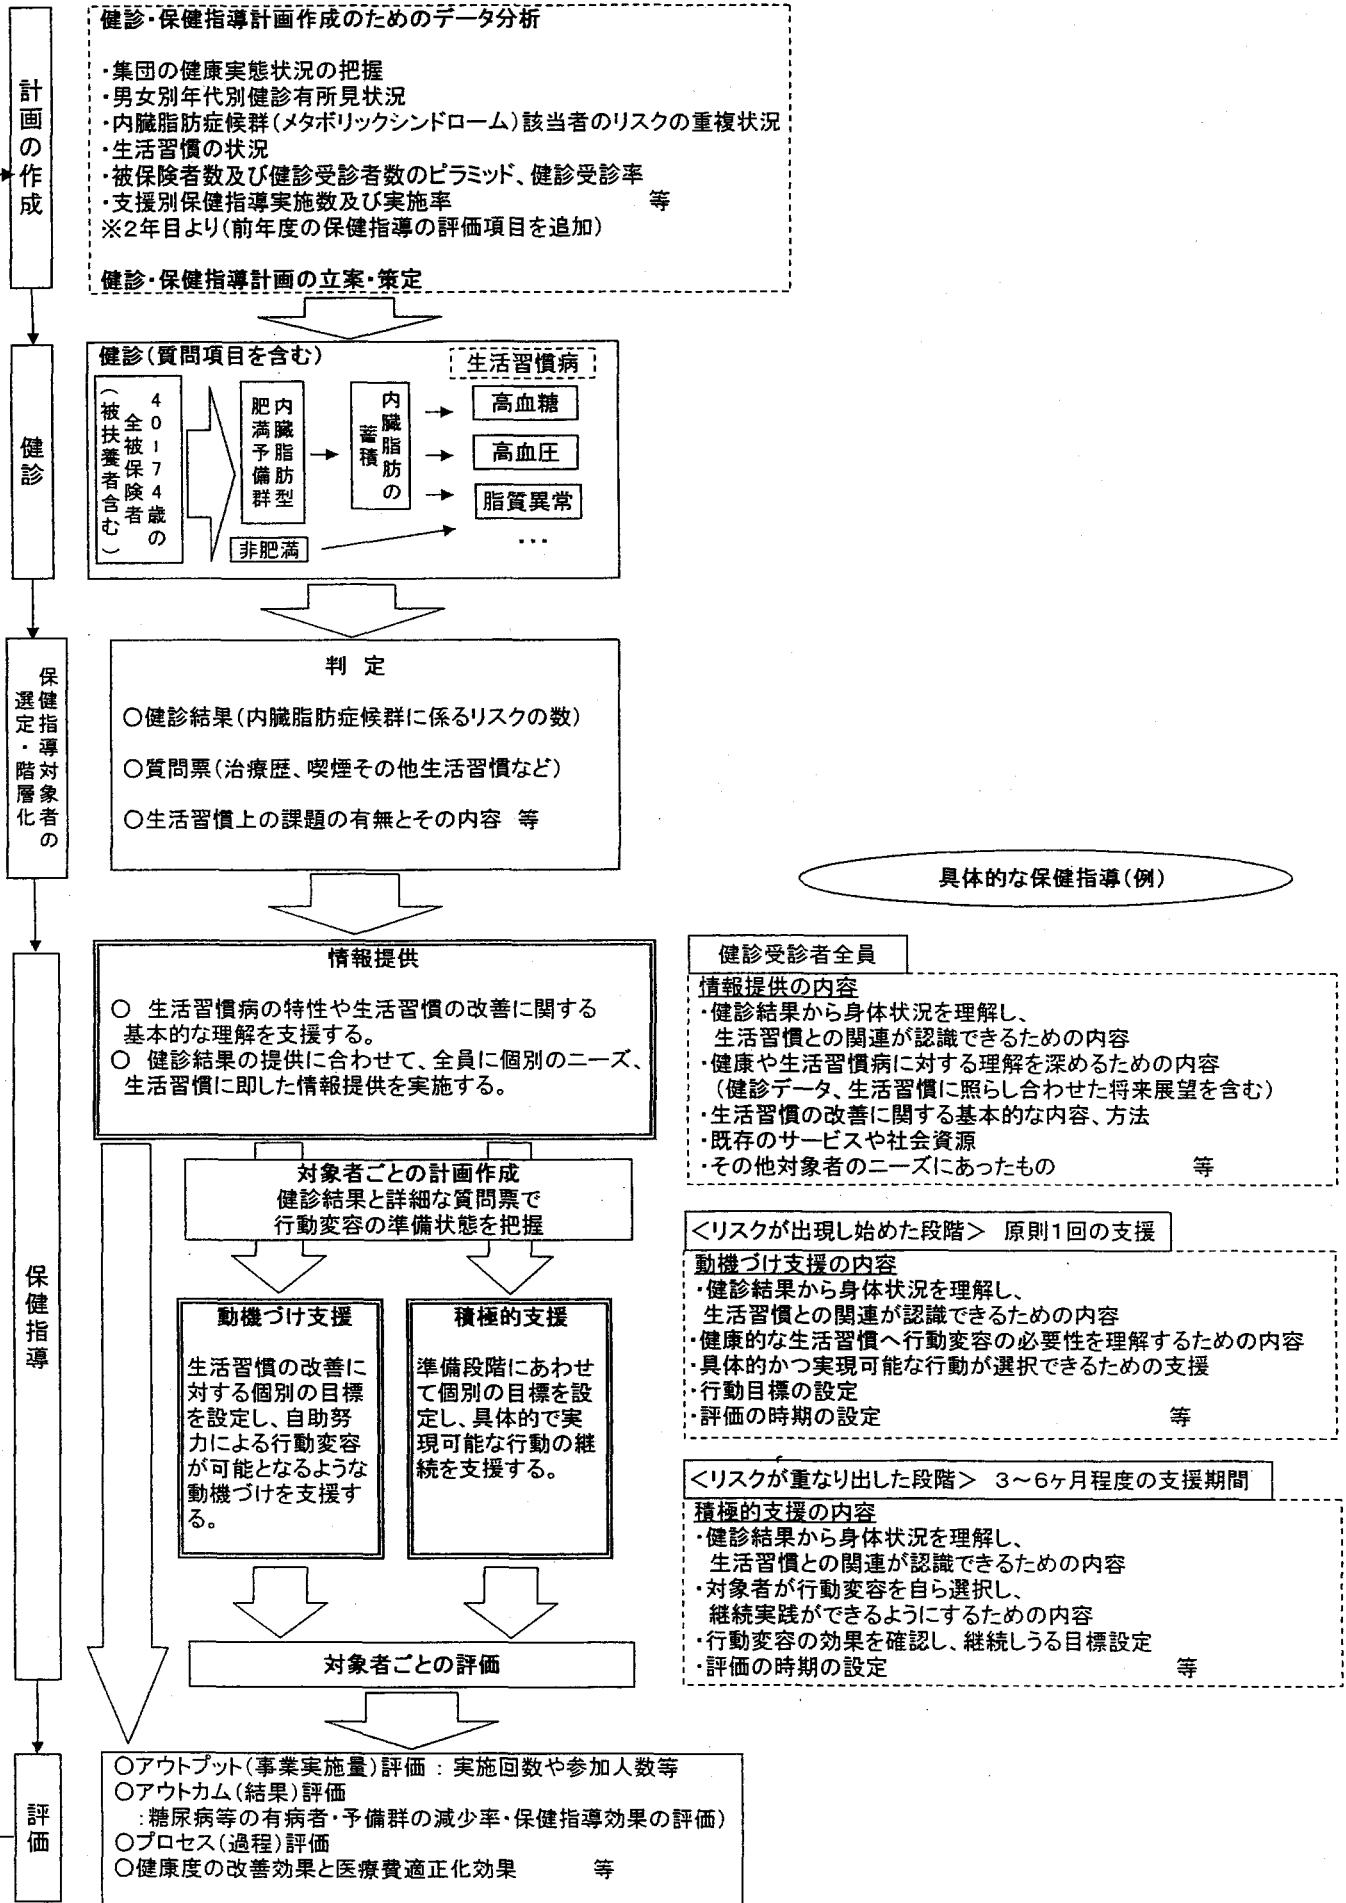 計画の作成
健診・保健指導計画作成のためのデータ分析
・集団の健康実態状況の把握
・男女別年代別健診有所見状況
・内臓脂肪症候群(メタボリックシンドローム)該当者のリスクの重複状況
・生活習慣の状況
・被保険者数及び健診受診者数のピラミッド、健診受診率
・支援別保健指導実施数及び実施率 等
※2年目より(前年度の保健指導の評価項目を追加)
健診・保健指導計画の立案・策定
健診
健診(質問項目を含む)
40-74歳の
全被保険者
(被扶養者含む)
内臓脂肪型
肥満予備群
非肥満
内臓脂肪の
蓄積
生活習慣病
高血糖
高血圧
脂質異常
…
保健指導対象者の
選定・階層化
判 定
○健診結果(内臓脂肪症候群に係るリスクの数)
○質問票(治療歴、喫煙その他生活習慣など)
○生活習慣上の課題の有無とその内容 等
具体的な保健指導(例)
保健指導
情報提供
○ 生活習慣病の特性や生活習慣の改善に関する
基本的な理解を支援する。
○ 健診結果の提供に合わせて、全員に個別のニーズ、
生活習慣に即した情報提供を実施する。
健診受診者全員
情報提供の内容
・健診結果から身体状況を理解し、
生活習慣との関連が認識できるための内容
・健康や生活習慣病に対する理解を深めるための内容
(健診データ、生活習慣に照らし合わせた将来展望を含む)
・生活習慣の改善に関する基本的な内容、方法
・既存のサービスや社会資源
・その他対象者のニーズにあったもの 等
対象者ごとの計画作成
健診結果と詳細な質問票で
行動変容の準備状態を把握
<リスクが出現し始めた段階> 原則1回の支援
動機づけ支援の内容
・健診結果から身体状況を理解し、
生活習慣との関連が認識できるための内容
・健康的な生活習慣へ行動変容の必要性を理解するための内容
・具体的かつ実現可能な行動が選択できるための支援
・行動目標の設定
・評価の時期の設定 等
動機づけ支援
生活習慣の改善に
対する個別の目標
を設定し、自助努
力による行動変容
が可能となるような
動機づけを支援す
る。
積極的支援
準備段階にあわせ
て個別の目標を設
定し、具体的で実
現可能な行動の継
続を支援する。
<リスクが重なり出した段階> 3～6ヶ月程度の支援期間
積極的支援の内容
・健診結果から身体状況を理解し、
生活習慣との関連が認識できるための内容
・対象者が行動変容を自ら選択し、
継続実践ができるようにするための内容
・行動変容の効果を確認し、継続しうる目標設定
・評価の時期の設定 等
対象者ごとの評価
評価
○アウトプット(事業実施量)評価 : 実施回数や参加人数等
○アウトカム(結果)評価
:糖尿病等の有病者・予備群の減少率・保健指導効果の評価)
○プロセス(過程)評価
○健康度の改善効果と医療費適正化効果 等